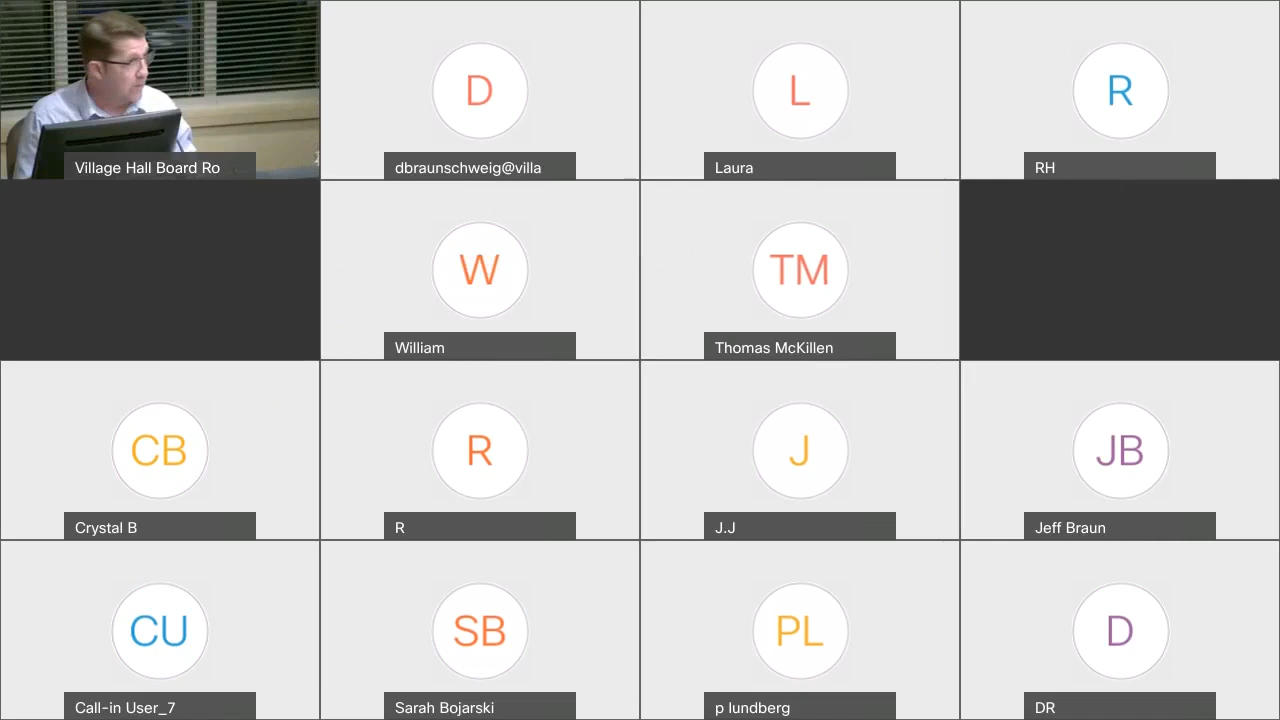 D
L
R
Village Hall Board Ro
dbraunschweig@villa
Laura
RH
W
TM
William
Thomas McKillen
CB
R
J
JB
Crystal B
R
J.J
Jeff Braun
CU
SB
PL
D
Call-in User_7
Sarah Bojarski
p lundberg
DR